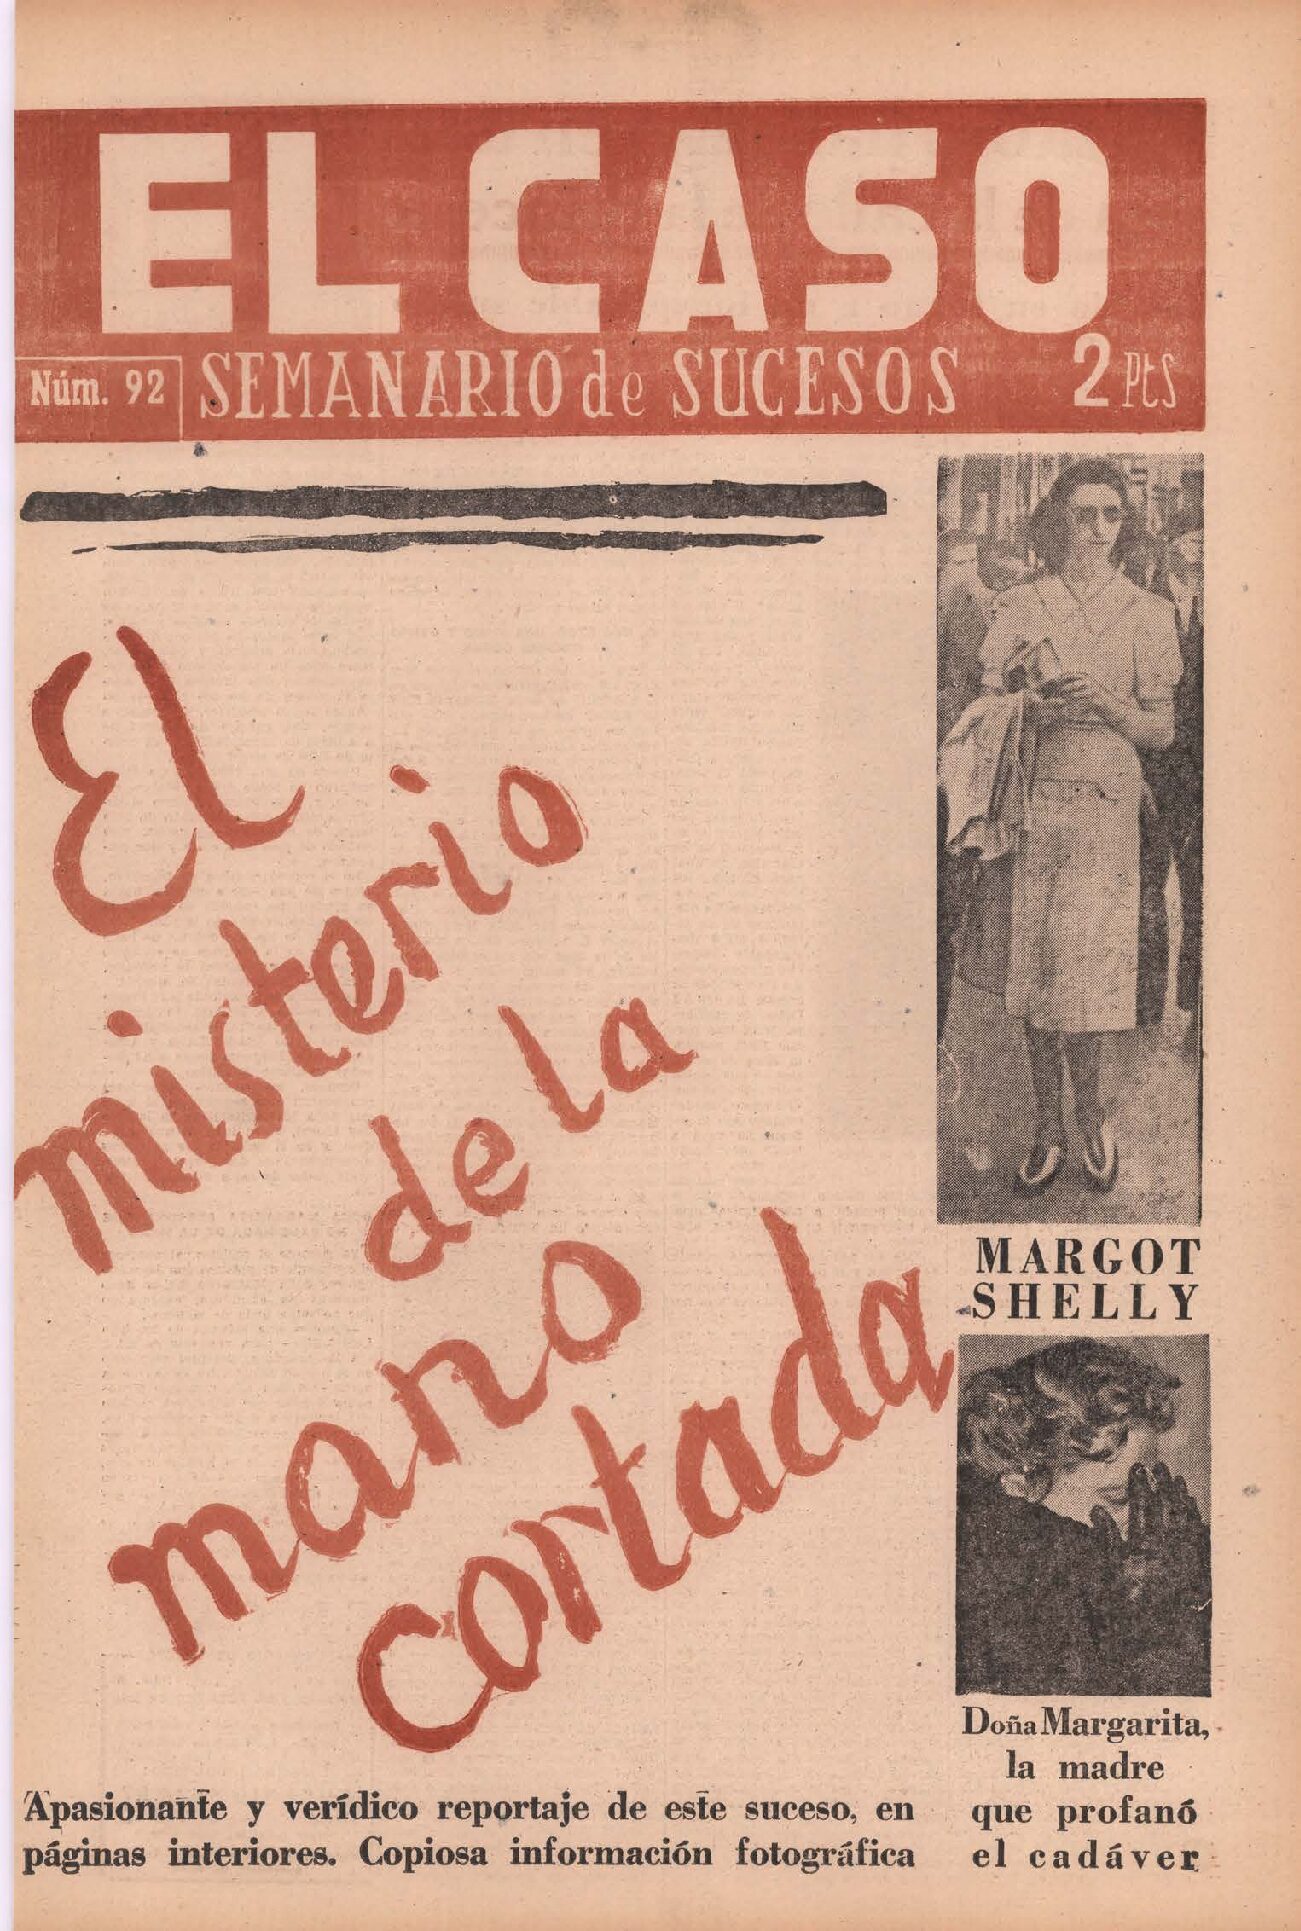 EL CASO
Núm. 92
SEMANARIO de SUCESOS
2 Pts
El
misterio
de la
mano
cortada
MARGOT
SHELLY
Doña Margarita,
la madre
que profanó
el cadáver
Apasionante y verídico reportaje de este suceso, en
páginas interiores. Copiosa información fotográfica